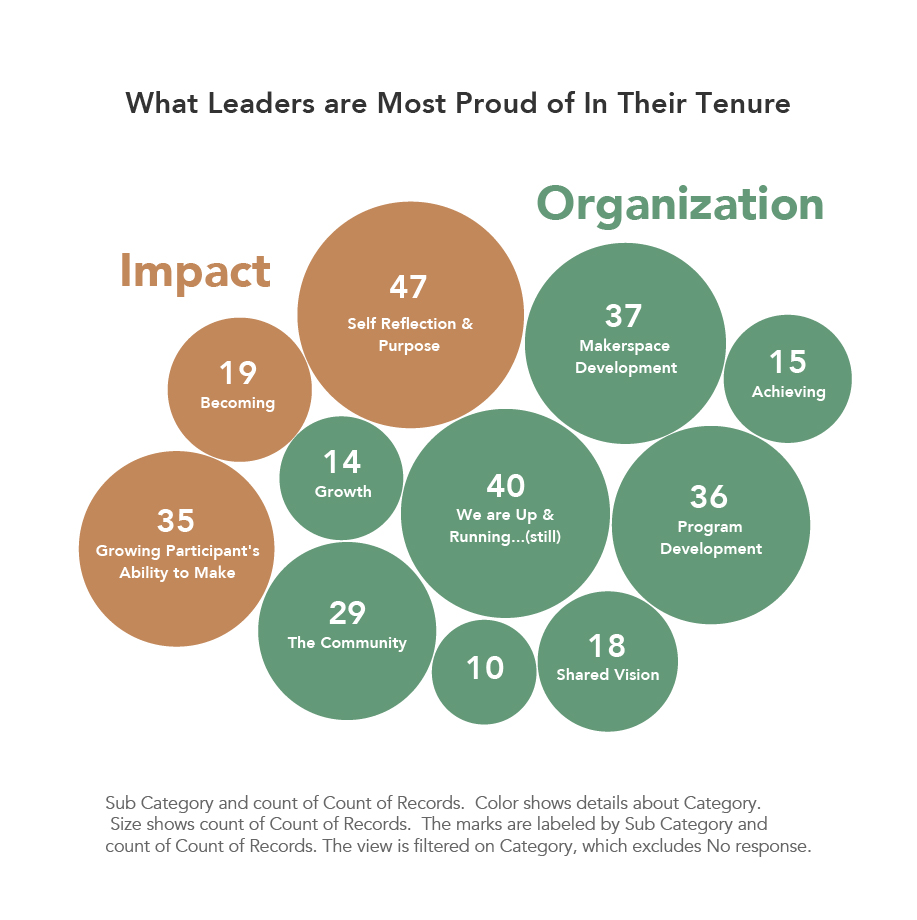 What Leaders are Most Proud of In Their Tenure
Organization
Impact
47
Self Reflection &
Purpose
37
Makerspace
Development
15
Achieving
19
Becoming
14
Growth
40
We are Up &
Running...(still)
36
Program
Development
35
Growing Participant's
Ability to Make
29
The Community
10
18
Shared Vision
Sub Category and count of Count of Records.  Color shows details about Category.
Size shows count of Count of Records.  The marks are labeled by Sub Category and
count of Count of Records. The view is filtered on Category, which excludes No response.